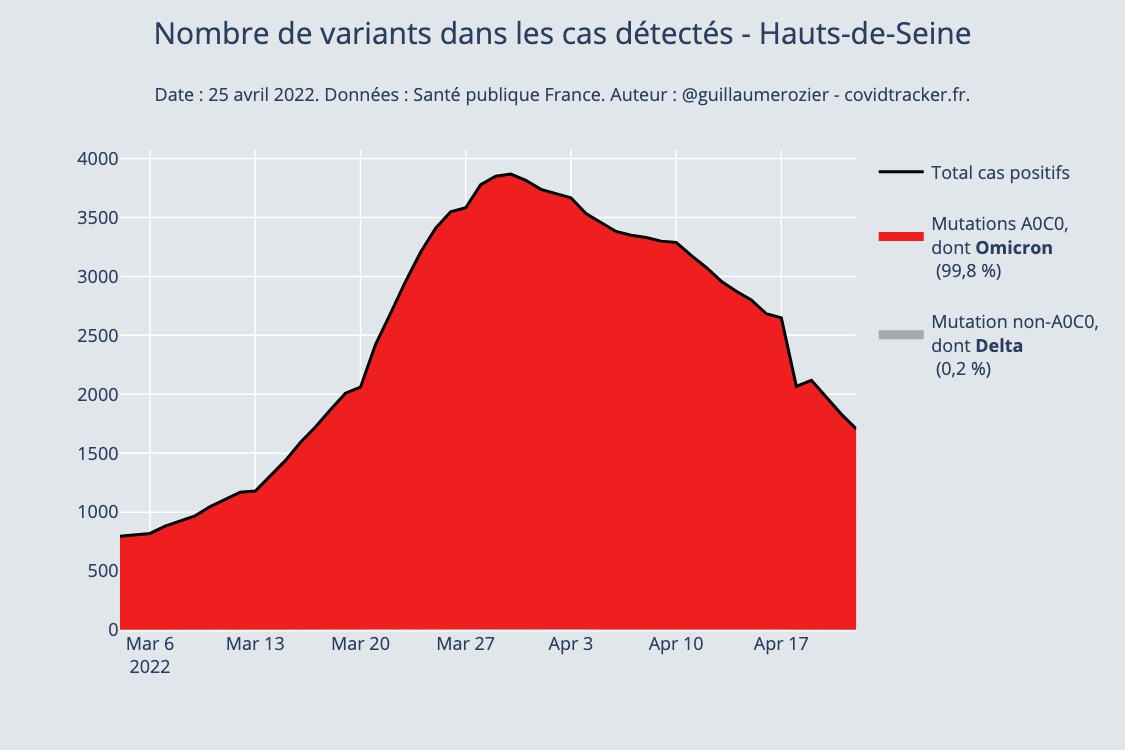 Nombre de variants dans les cas détectés - Hauts-de-Seine
Date : 25 avril 2022. Données : Santé publique France. Auteur : @guillaumerozier - covidtracker.fr.
4000
3500
3000
2500
2000
1500
1000
500
0
Mar 6
2022
Mar 13
Mar 20
Mar 27
Apr 3
Apr 10
Apr 17
Total cas positifs
Mutations A0C0,
dont Omicron
(99,8 %)
Mutation non-A0C0,
dont Delta
(0,2 %)